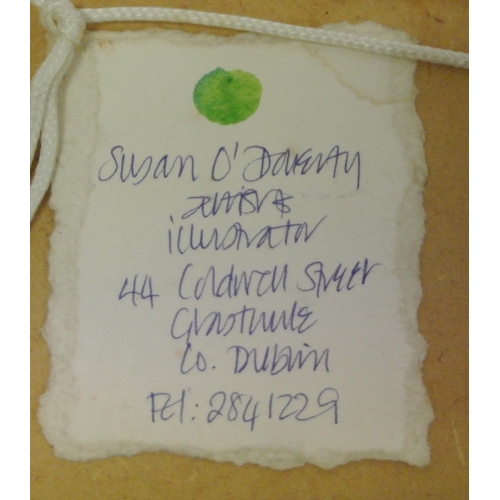 Susan O'Doherty
artist
illustrator
44 Coldwell Street
Glasthule
Co. Dublin
Tel: 2841229